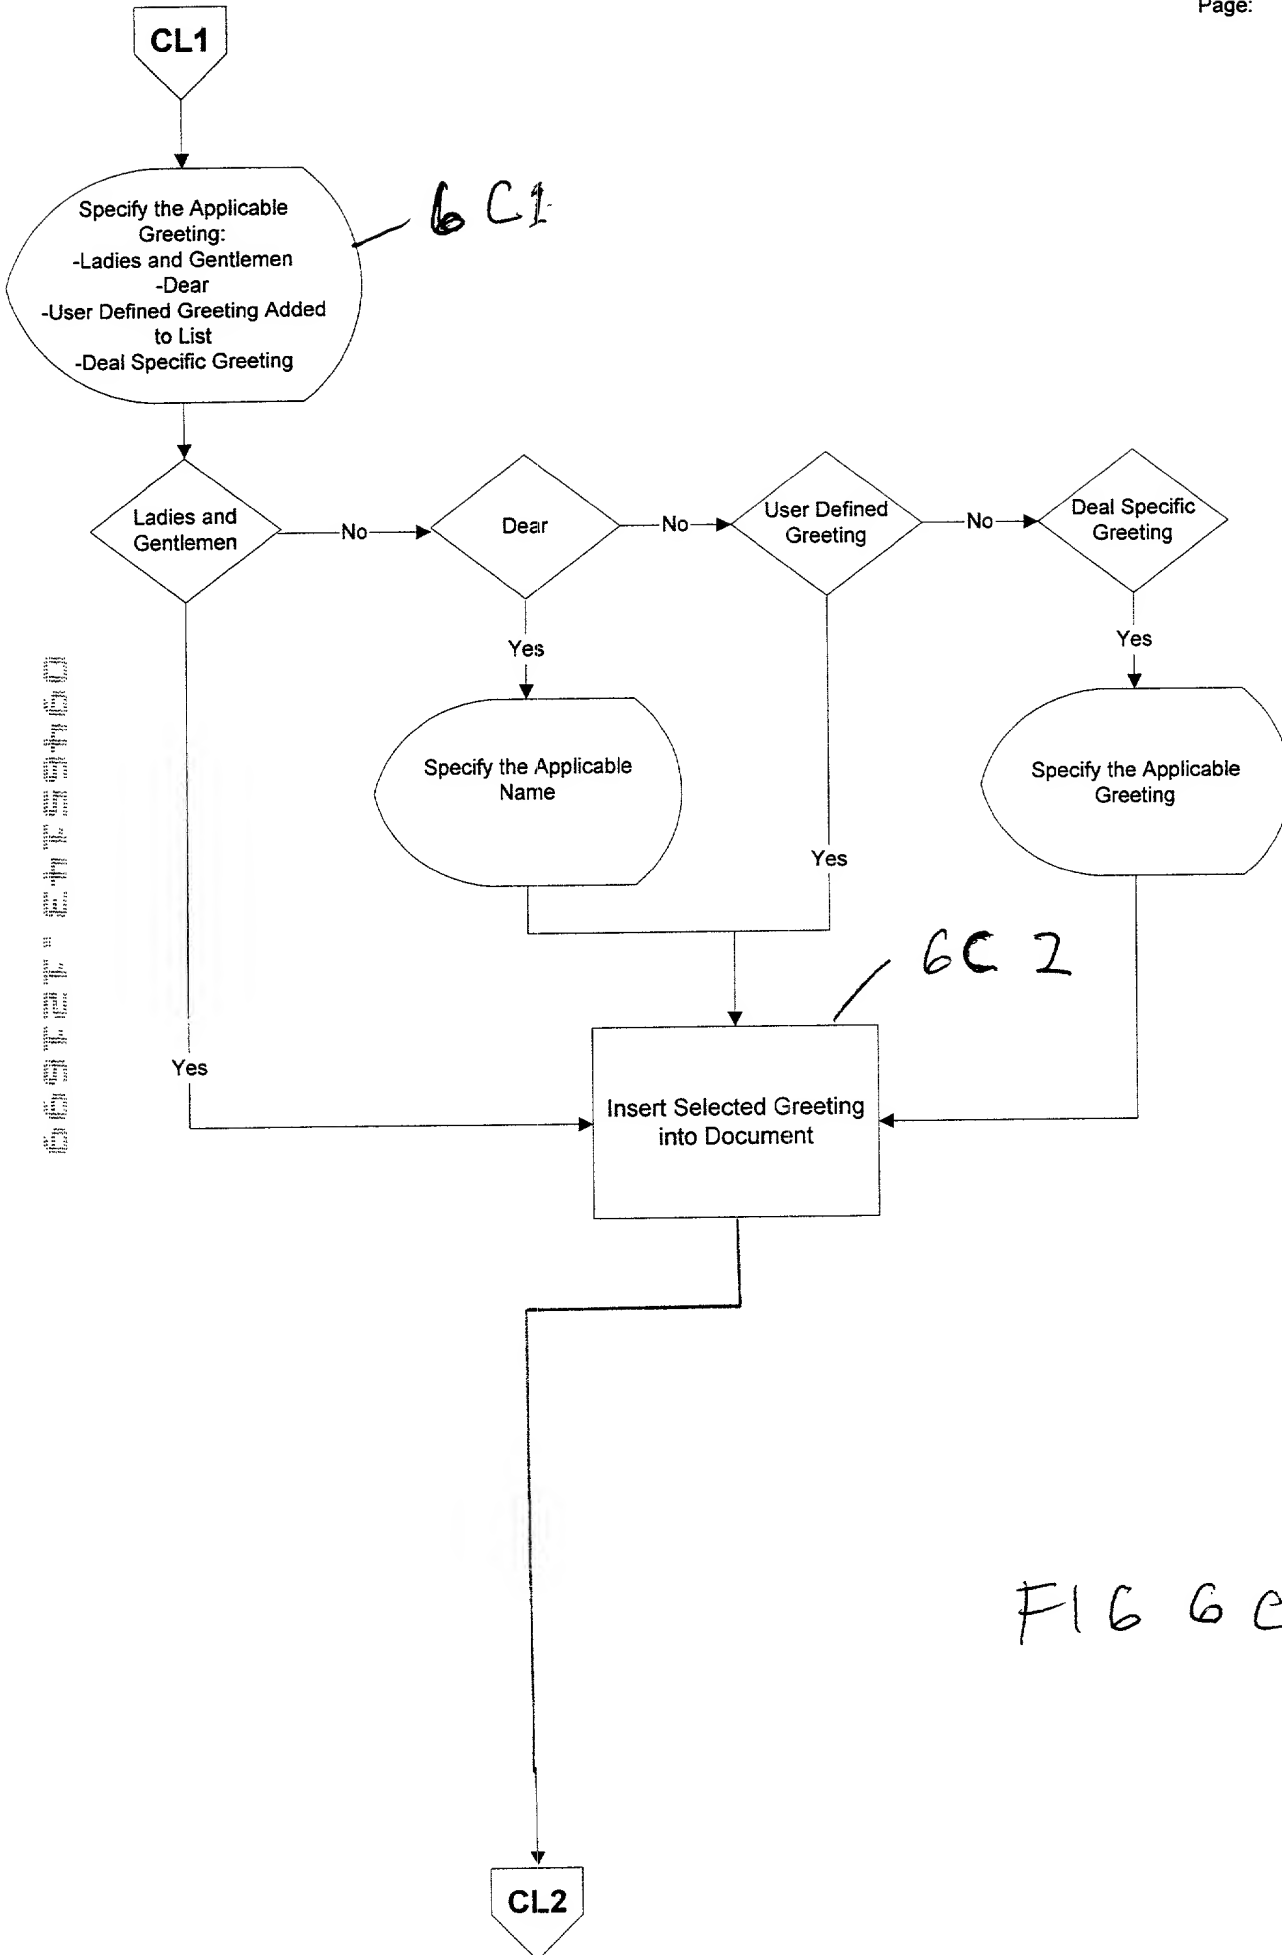 Page:
CL1
Specify the Applicable
Greeting:
-Ladies and Gentlemen
-Dear
-User Defined Greeting Added
to List
-Deal Specific Greeting
6C1
Ladies and
Gentlemen
No
Dear
No
User Defined
Greeting
No
Deal Specific
Greeting
Yes
Yes
Specify the Applicable
Name
Specify the Applicable
Greeting
Yes
6C 2
Yes
Insert Selected Greeting
into Document
FIG 6C
CL2